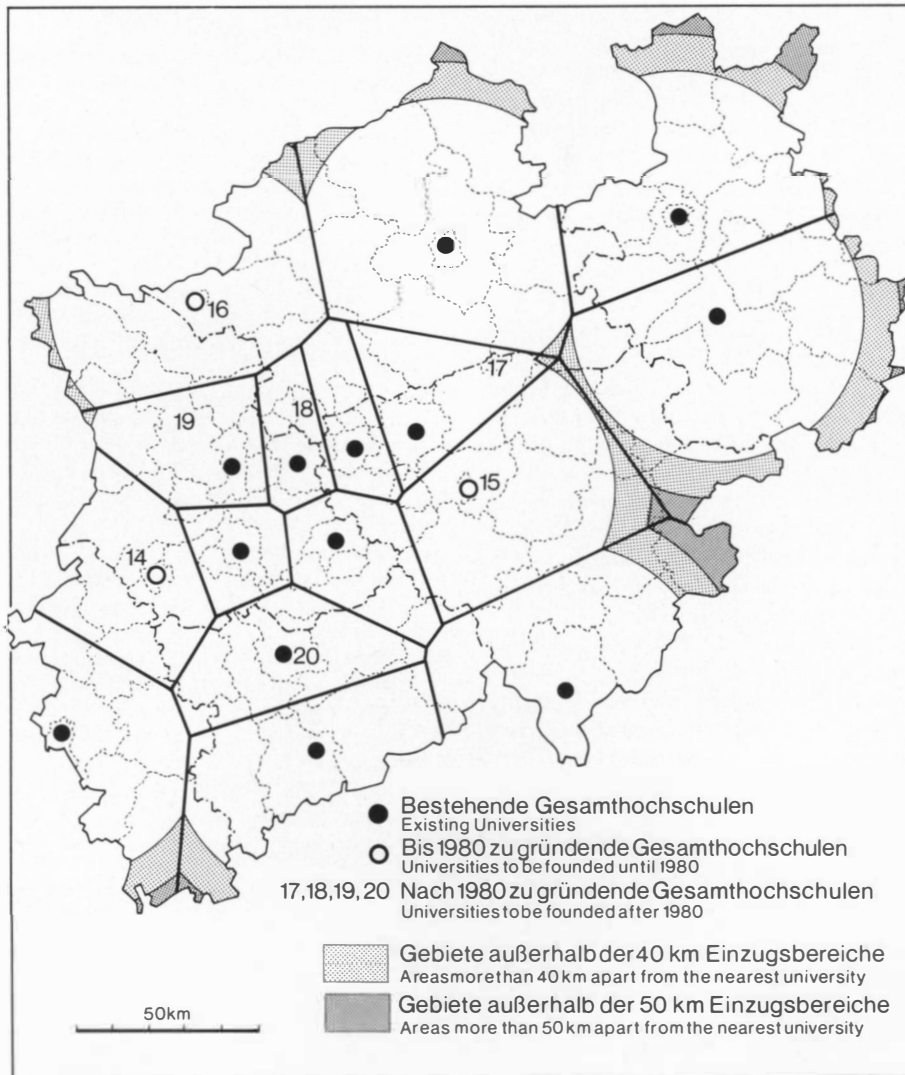 16
17
19
18
15
14
20
Bestehende Gesamthochschulen
Existing Universities
Bis 1980 zu gründende Gesamthochschulen
Universities to be founded until 1980
17,18,19,20 Nach 1980 zu gründende Gesamthochschulen
Universities to be founded after 1980
Gebiete außerhalb der 40 km Einzugsbereiche
Areas more than 40 km apart from the nearest university
Gebiete außerhalb der 50 km Einzugsbereiche
Areas more than 50 km apart from the nearest university
50km